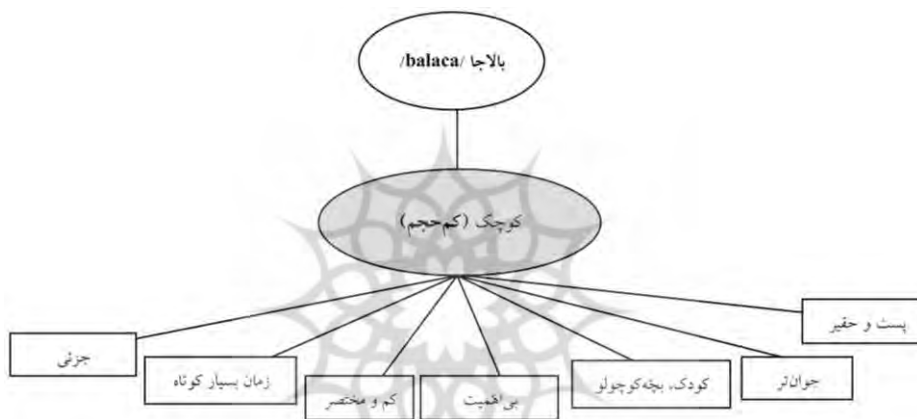 بالاجا /balaca/
کوچک (کم‌حجم)
پست و حقیر
جوان‌تر
کودک، بچه‌کوچولو
بی‌اهمیت
کم و مختصر
زمان بسیار کوتاه
جزئی